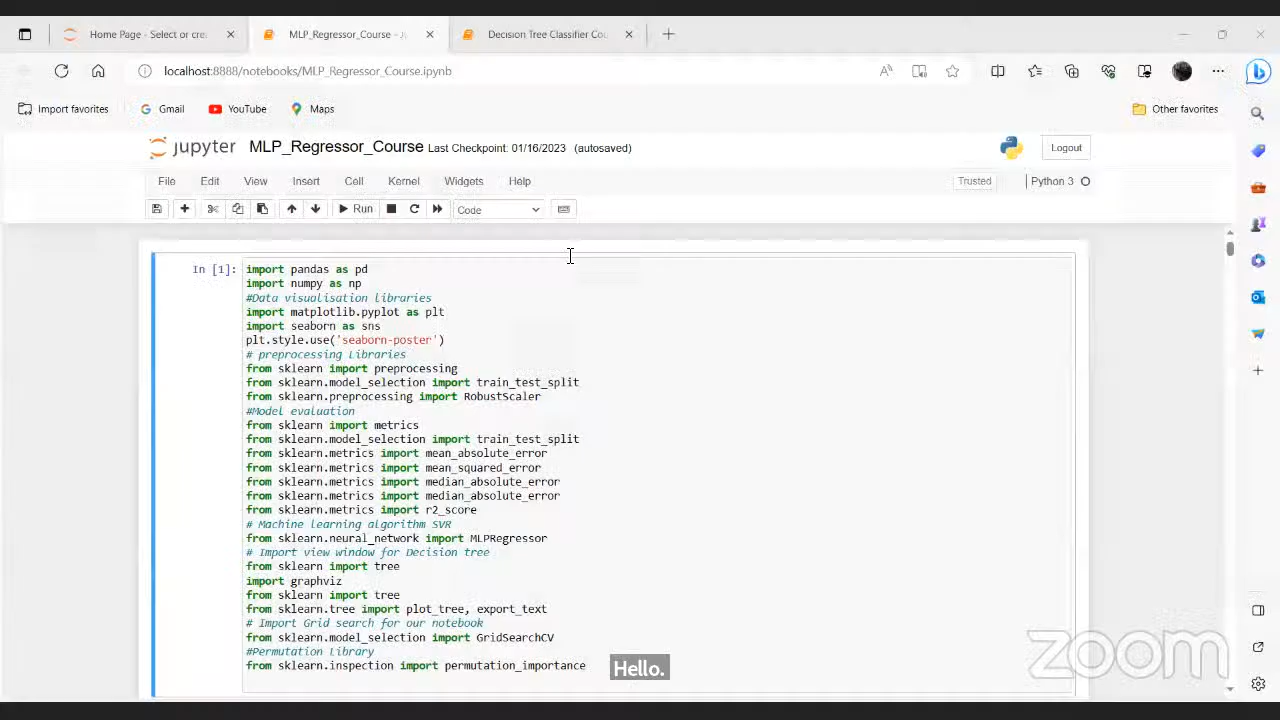 Home Page - Select or cre
MLP_Regressor_Course - J
Decision Tree Classifier Cou
localhost:8888/notebooks/MLP_Regressor_Course.ipynb
Import favorites
Gmail
YouTube
Maps
Other favorites
jupyter MLP_Regressor_Course Last Checkpoint: 01/16/2023 (autosaved)
Logout
File Edit View Insert Cell Kernel Widgets Help
Trusted
Python 3
Run
Code
In [1]:
import pandas as pd
import numpy as np
#Data visualisation libraries
import matplotlib.pyplot as plt
import seaborn as sns
plt.style.use('seaborn-poster')
# preprocessing libraries
from sklearn import preprocessing
from sklearn.model_selection import train_test_split
from sklearn.preprocessing import RobustScaler
#Model evaluation
from sklearn import metrics
from sklearn.model_selection import train_test_split
from sklearn.metrics import mean_absolute_error
from sklearn.metrics import mean_squared_error
from sklearn.metrics import median_absolute_error
from sklearn.metrics import median_absolute_error
from sklearn.metrics import r2_score
# Machine learning algorithm SVR
from sklearn.neural_network import MLPRegressor
# Import view window for Decision tree
from sklearn import tree
import graphviz
from sklearn import tree
from sklearn.tree import plot_tree, export_text
# Import Grid search for our notebook
from sklearn.model_selection import GridSearchCV
#Permutation library
from sklearn.inspection import permutation_importance
Hello.
zoom